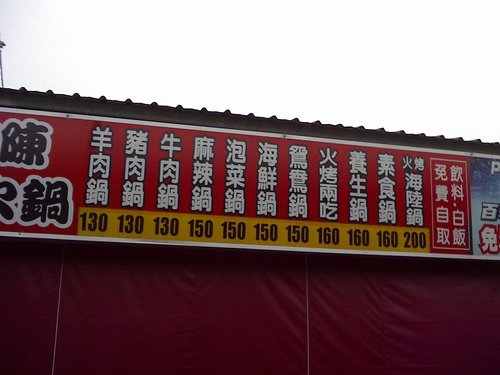 陳
火鍋
羊肉鍋 130
豬肉鍋 130
牛肉鍋 130
麻辣鍋 150
泡菜鍋 150
海鮮鍋 150
鴛鴦鍋 150
火烤兩吃 160
養生鍋 160
素食鍋 160
火烤海陸鍋 200
飲料·白飯
免費自取
百
免